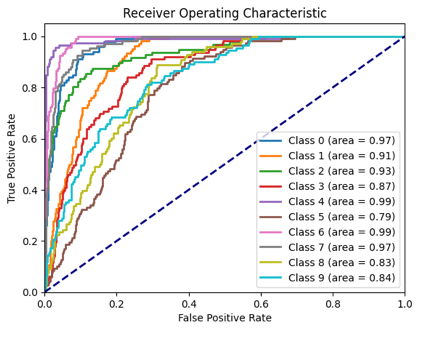 Receiver Operating Characteristic
True Positive Rate
1.0
0.8
0.6
0.4
0.2
0.0
Class 0 (area = 0.97)
Class 1 (area = 0.91)
Class 2 (area = 0.93)
Class 3 (area = 0.87)
Class 4 (area = 0.99)
Class 5 (area = 0.79)
Class 6 (area = 0.99)
Class 7 (area = 0.97)
Class 8 (area = 0.83)
Class 9 (area = 0.84)
0.0 0.2 0.4 0.6 0.8 1.0
False Positive Rate